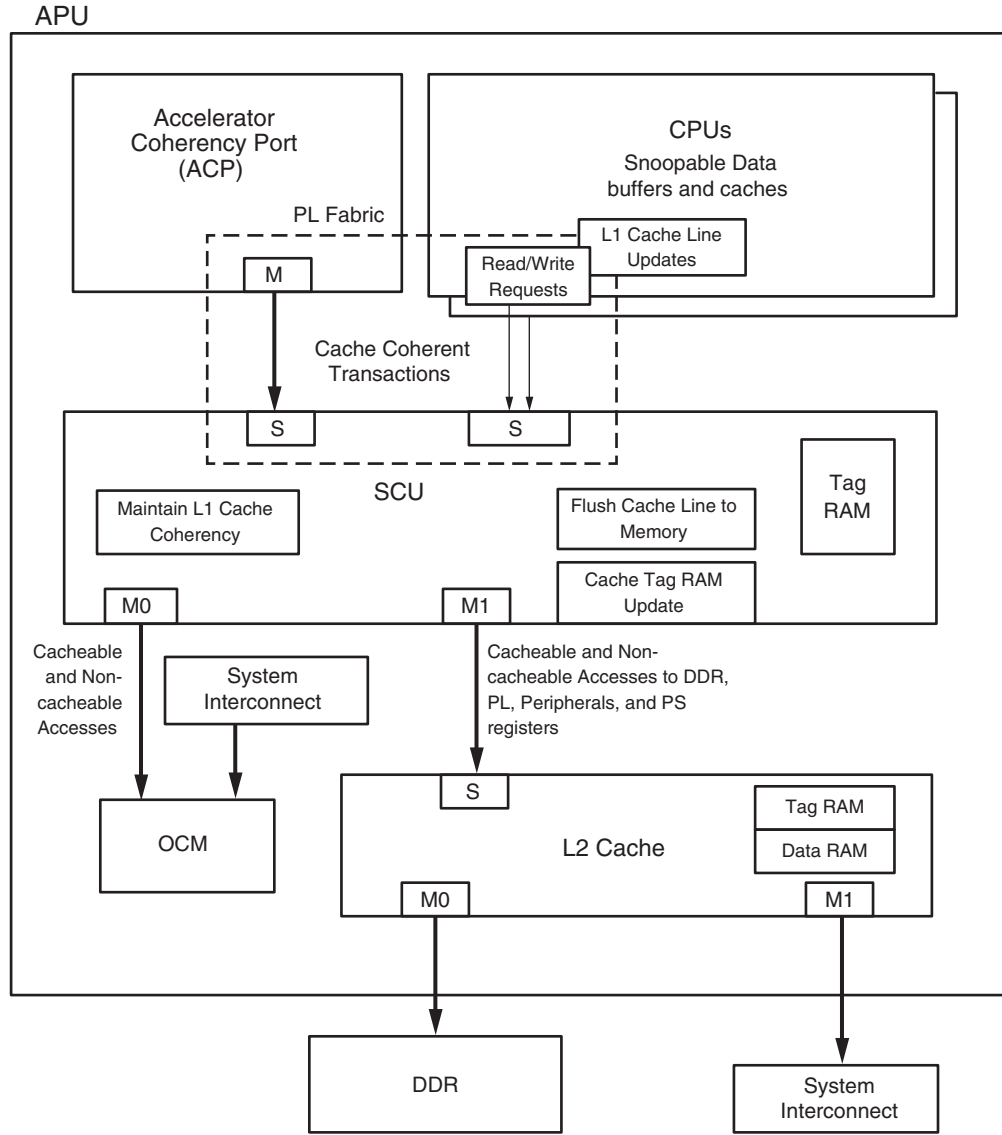 APU
Accelerator
Coherency Port
(ACP)
CPUs
Snoopable Data
buffers and caches
PL Fabric
L1 Cache Line
Updates
Read/Write
Requests
M
Cache Coherent
Transactions
S
S
SCU
Tag
RAM
Maintain L1 Cache
Coherency
Flush Cache Line to
Memory
Cache Tag RAM
Update
M0
M1
Cacheable
and Non-
cacheable
Accesses
System
Interconnect
Cacheable and Non-
cacheable Accesses to DDR,
PL, Peripherals, and PS
registers
OCM
S
L2 Cache
Tag RAM
Data RAM
M0
M1
DDR
System
Interconnect